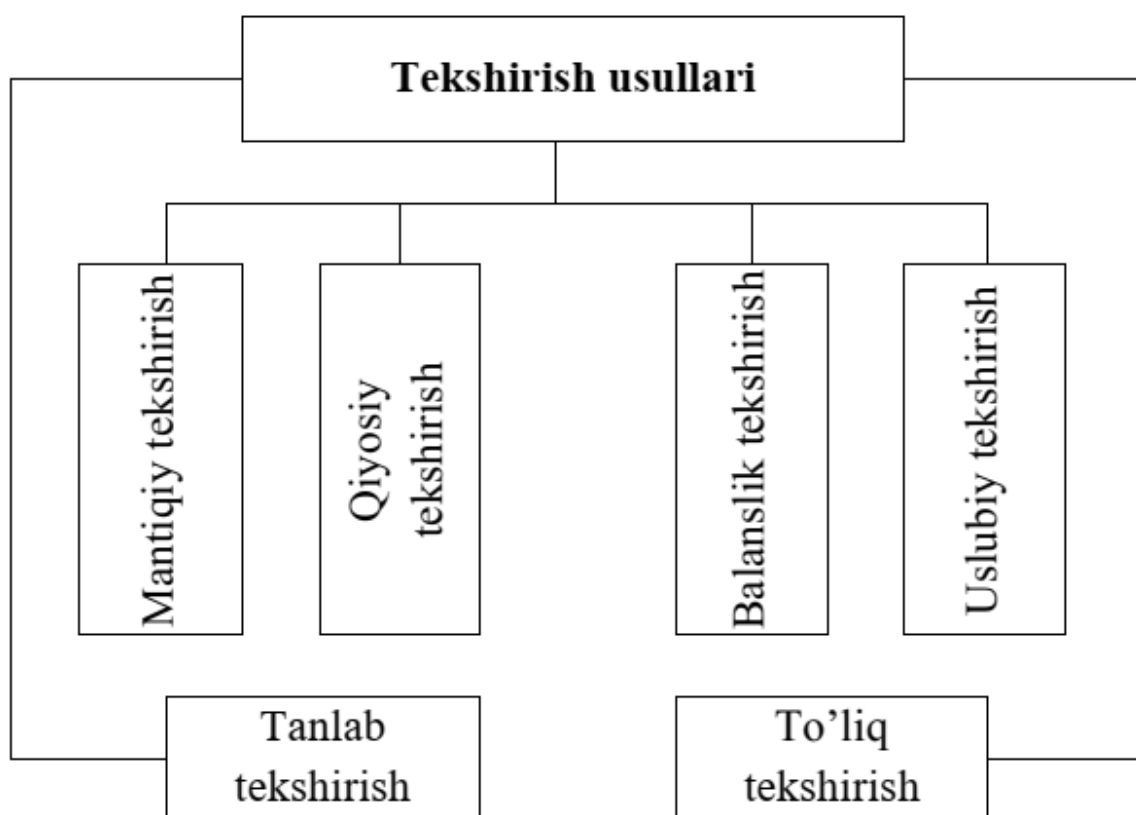 Tekshirish usullari
Mantiqiy tekshirish
Qiyosiy
tekshirish
Balanslik tekshirish
Uslubiy tekshirish
Tanlab
tekshirish
To’liq
tekshirish